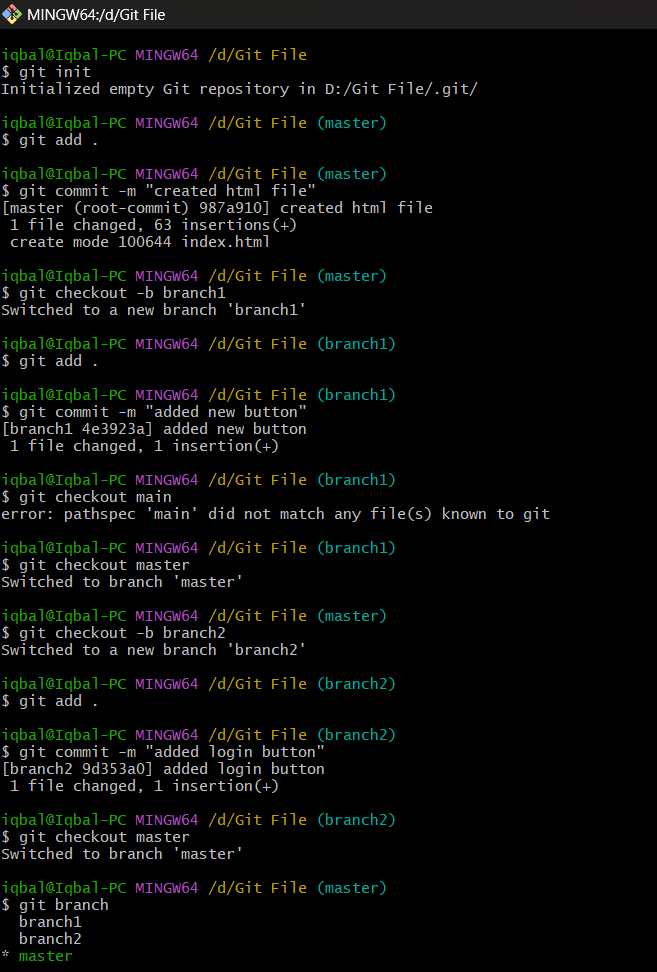 MINGW64:/d/Git File
iqbal@Iqbal-PC MINGW64 /d/Git File
$ git init
Initialized empty Git repository in D:/Git File/.git/
iqbal@Iqbal-PC MINGW64 /d/Git File (master)
$ git add .
iqbal@Iqbal-PC MINGW64 /d/Git File (master)
$ git commit -m "created html file"
[master (root-commit) 987a910] created html file
 1 file changed, 63 insertions(+)
 create mode 100644 index.html
iqbal@Iqbal-PC MINGW64 /d/Git File (master)
$ git checkout -b branch1
Switched to a new branch 'branch1'
iqbal@Iqbal-PC MINGW64 /d/Git File (branch1)
$ git add .
iqbal@Iqbal-PC MINGW64 /d/Git File (branch1)
$ git commit -m "added new button"
[branch1 4e3923a] added new button
 1 file changed, 1 insertion(+)
iqbal@Iqbal-PC MINGW64 /d/Git File (branch1)
$ git checkout main
error: pathspec 'main' did not match any file(s) known to git
iqbal@Iqbal-PC MINGW64 /d/Git File (branch1)
$ git checkout master
Switched to branch 'master'
iqbal@Iqbal-PC MINGW64 /d/Git File (master)
$ git checkout -b branch2
Switched to a new branch 'branch2'
iqbal@Iqbal-PC MINGW64 /d/Git File (branch2)
$ git add .
iqbal@Iqbal-PC MINGW64 /d/Git File (branch2)
$ git commit -m "added login button"
[branch2 9d353a0] added login button
 1 file changed, 1 insertion(+)
iqbal@Iqbal-PC MINGW64 /d/Git File (branch2)
$ git checkout master
Switched to branch 'master'
iqbal@Iqbal-PC MINGW64 /d/Git File (master)
$ git branch
  branch1
  branch2
* master